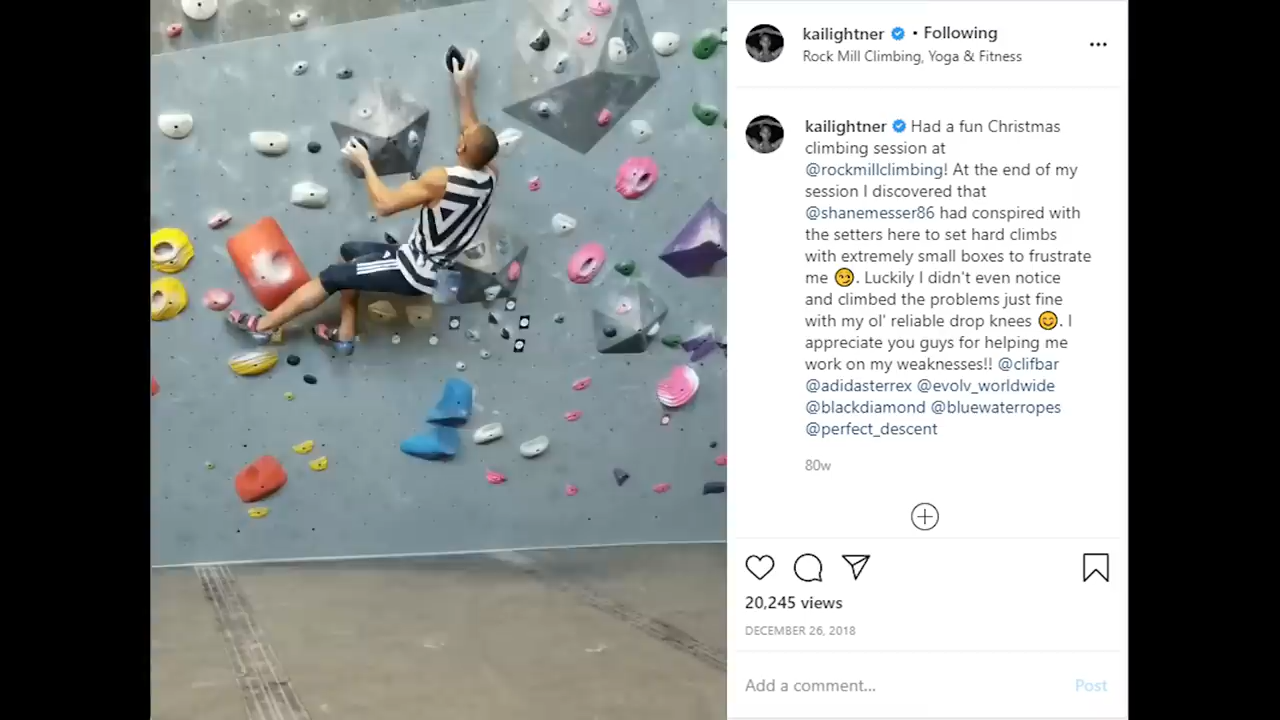 kailightner • Following
Rock Mill Climbing, Yoga & Fitness
kailightner Had a fun Christmas
climbing session at
@rockmillclimbing! At the end of my
session I discovered that
@shanemesser86 had conspired with
the setters here to set hard climbs
with extremely small boxes to frustrate
me 😏. Luckily I didn't even notice
and climbed the problems just fine
with my ol' reliable drop knees 😊. I
appreciate you guys for helping me
work on my weaknesses!! @clifbar
@adidasterrex @evolv_worldwide
@blackdiamond @bluewaterropes
@perfect_descent
80w
20,245 views
DECEMBER 26, 2018
Add a comment... Post